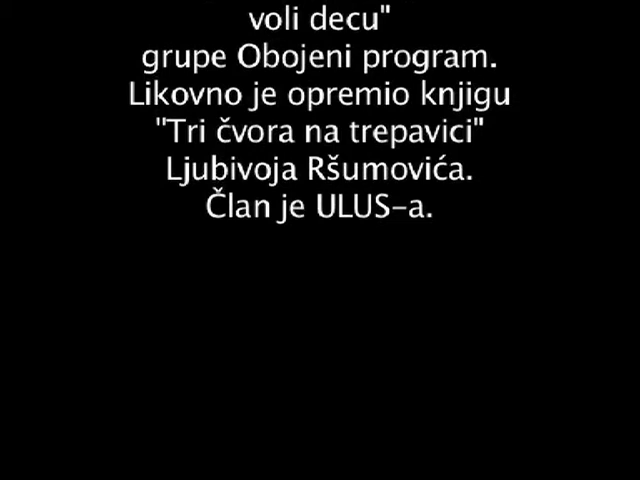 voli decu"
grupe Obojeni program.
Likovno je opremio knjigu
"Tri čvora na trepavici"
Ljubivoja Ršumovića.
Član je ULUS-a.